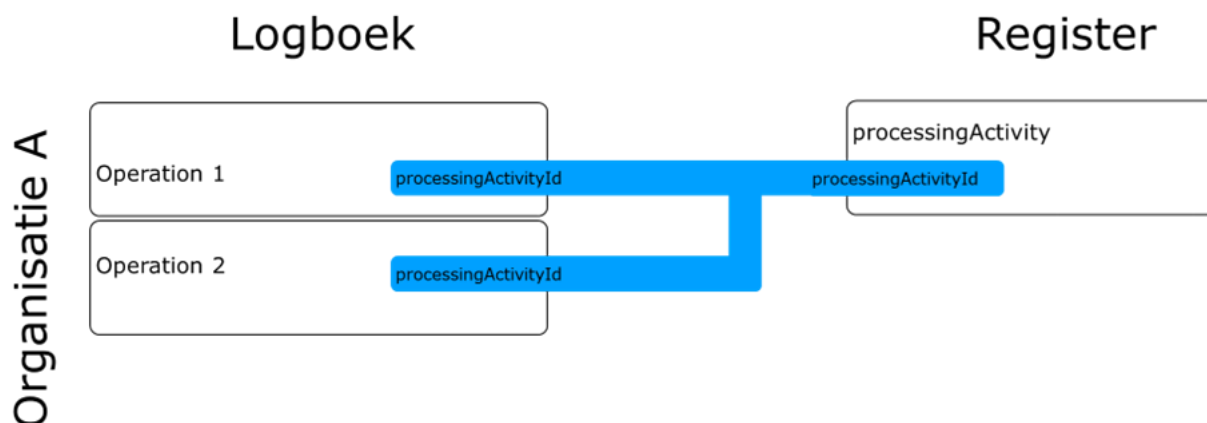 Logboek
Register
Organisatie A
processingActivity
Operation 1
processingActivityId
processingActivityId
Operation 2
processingActivityId